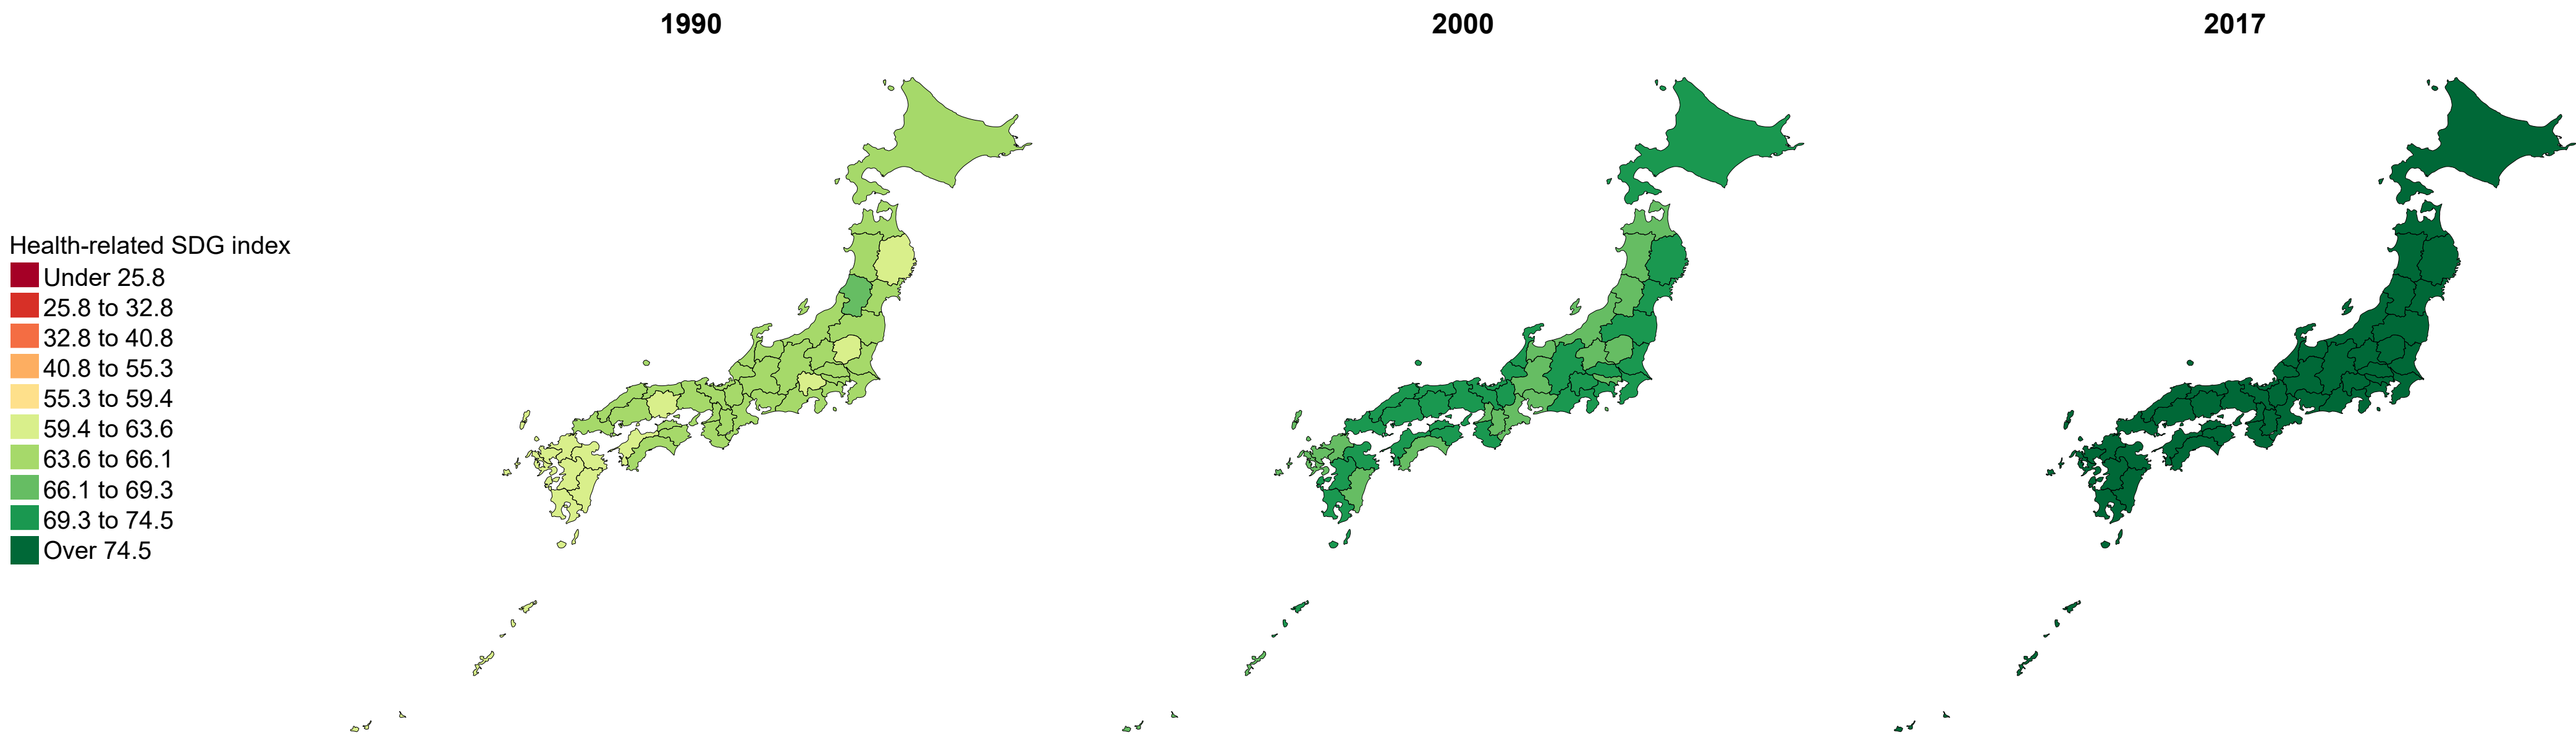 1990
2000
2017
Health-related SDG index
Under 25.8
25.8 to 32.8
32.8 to 40.8
40.8 to 55.3
55.3 to 59.4
59.4 to 63.6
63.6 to 66.1
66.1 to 69.3
69.3 to 74.5
Over 74.5